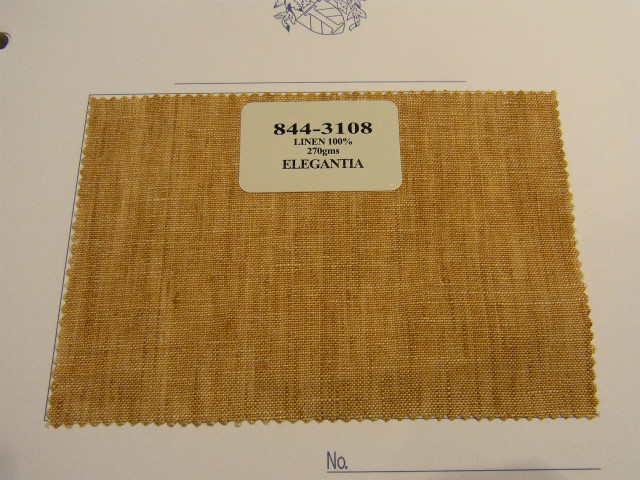 844-3108
LINEN 100%
270gms
ELEGANTIA
No.